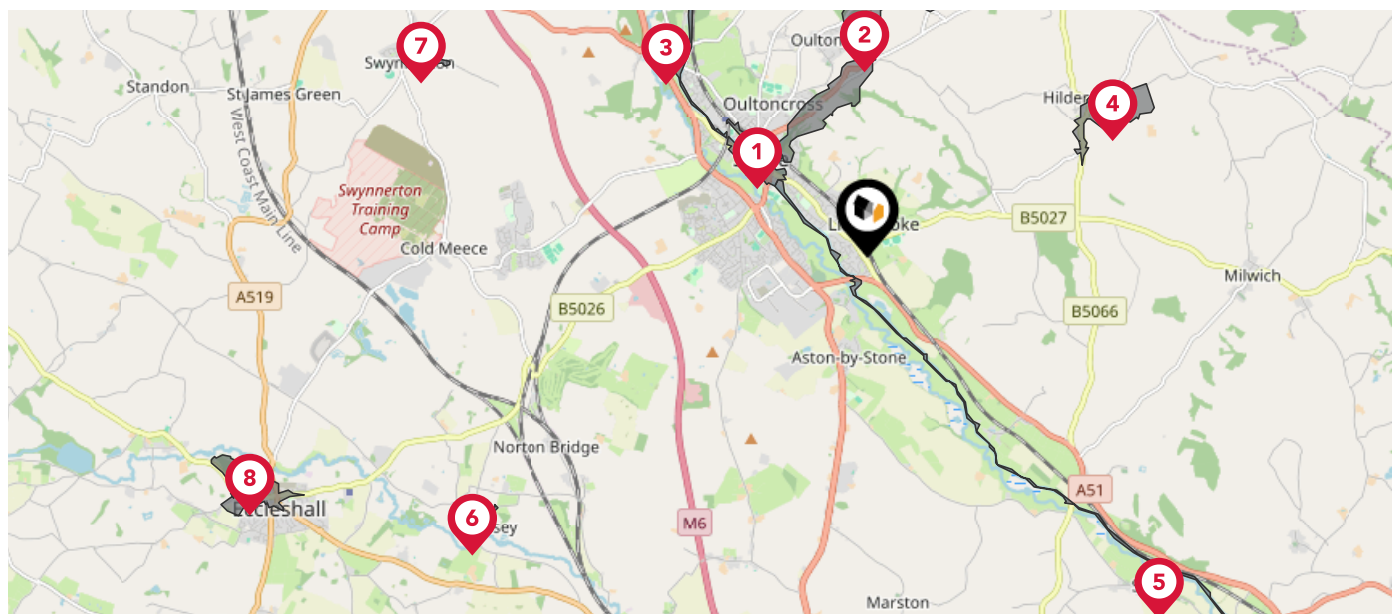 7
Standon
St James Green
3
2
Oultoncross
4
1
West Coast Main Line
Swynnerton
Training
Camp
Cold Meece
B5027
Milwich
A519
B5026
B5066
Aston-by-Stone
Norton Bridge
8
Eccleshall
6
A51
M6
5
Marston